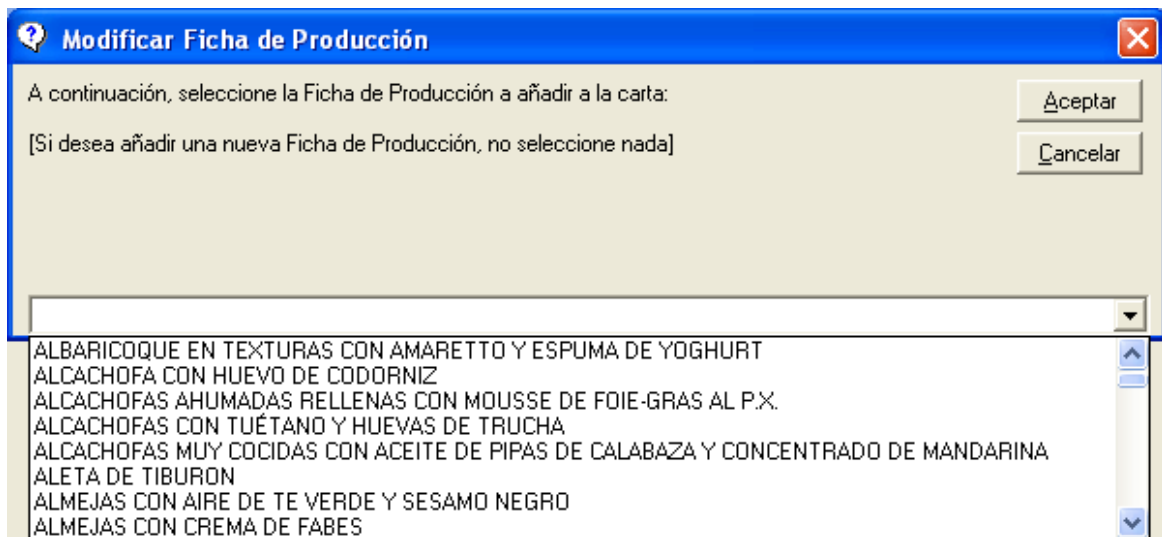 Modificar Ficha de Producción
A continuación, seleccione la Ficha de Producción a añadir a la carta:
Aceptar
[Si desea añadir una nueva Ficha de Producción, no seleccione nada]
Cancelar
ALBARICOQUE EN TEXTURAS CON AMARETTO Y ESPUMA DE YOGHURT
ALCACHOFA CON HUEVO DE CODORNIZ
ALCACHOFAS AHUMADAS RELLENAS CON MOUSSE DE FOIE-GRAS AL P.X.
ALCACHOFAS CON TUÉTANO Y HUEVAS DE TRUCHA
ALCACHOFAS MUY COCIDAS CON ACEITE DE PIPAS DE CALABAZA Y CONCENTRADO DE MANDARINA
ALETA DE TIBURON
ALMEJAS CON AIRE DE TE VERDE Y SESAMO NEGRO
ALMEJAS CON CREMA DE FABES